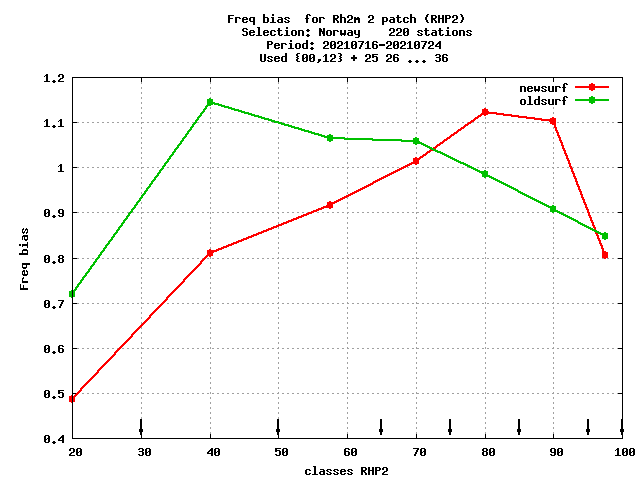 Freq bias  for Rh2m 2 patch (RHP2)
Selection: Norway    220 stations
Period: 20210716-20210724
Used {00,12} + 25 26 ... 36
newsurf
oldsurf
1.2
1.1
1
0.9
0.8
0.7
0.6
0.5
0.4
Freq bias
20 30 40 50 60 70 80 90 100
classes RHP2